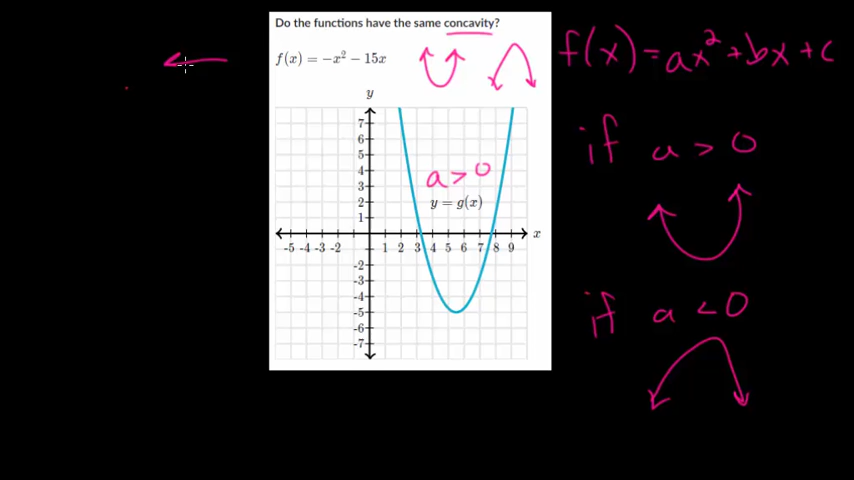 Do the functions have the same concavity?
f(x) = −x² − 15x
y
7
6
5
4
3
2
1
-5 -4 -3 -2 1 2 3 4 5 6 7 8 9 x
-2
-3
-4
-5
-6
-7
a > 0
y = g(x)
f(x) = ax² + bx + c
if a > 0
if a < 0